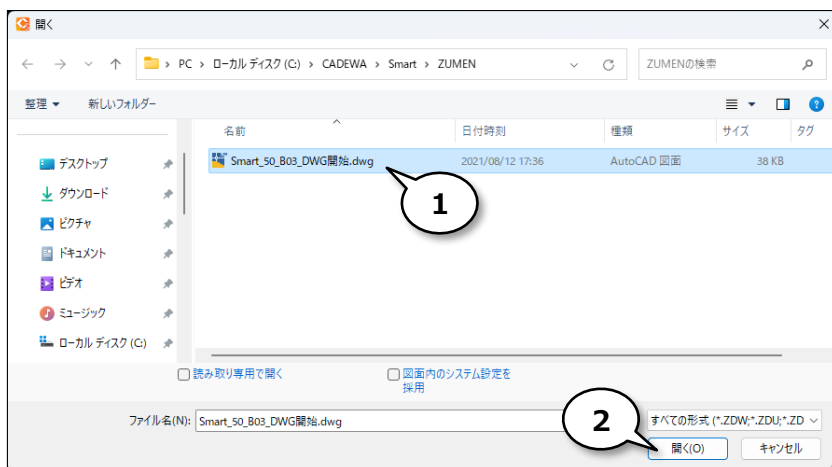 開く
PC > ローカル ディスク (C:) > CADEWA > Smart > ZUMEN
ZUMENの検索
整理
新しいフォルダー
名前 日付時刻 種類 サイズ タグ
Smart_50_B03_DWG開始.dwg 2021/08/12 17:36 AutoCAD 図面 38 KB
1
デスクトップ
ダウンロード
ピクチャ
ドキュメント
ビデオ
ミュージック
ローカル ディスク (C:)
読み取り専用で開く
図面内のシステム設定を
採用
ファイル名(N): Smart_50_B03_DWG開始.dwg
2
すべての形式 (*.ZDW;*.ZDU;*.ZD
開く(O) キャンセル